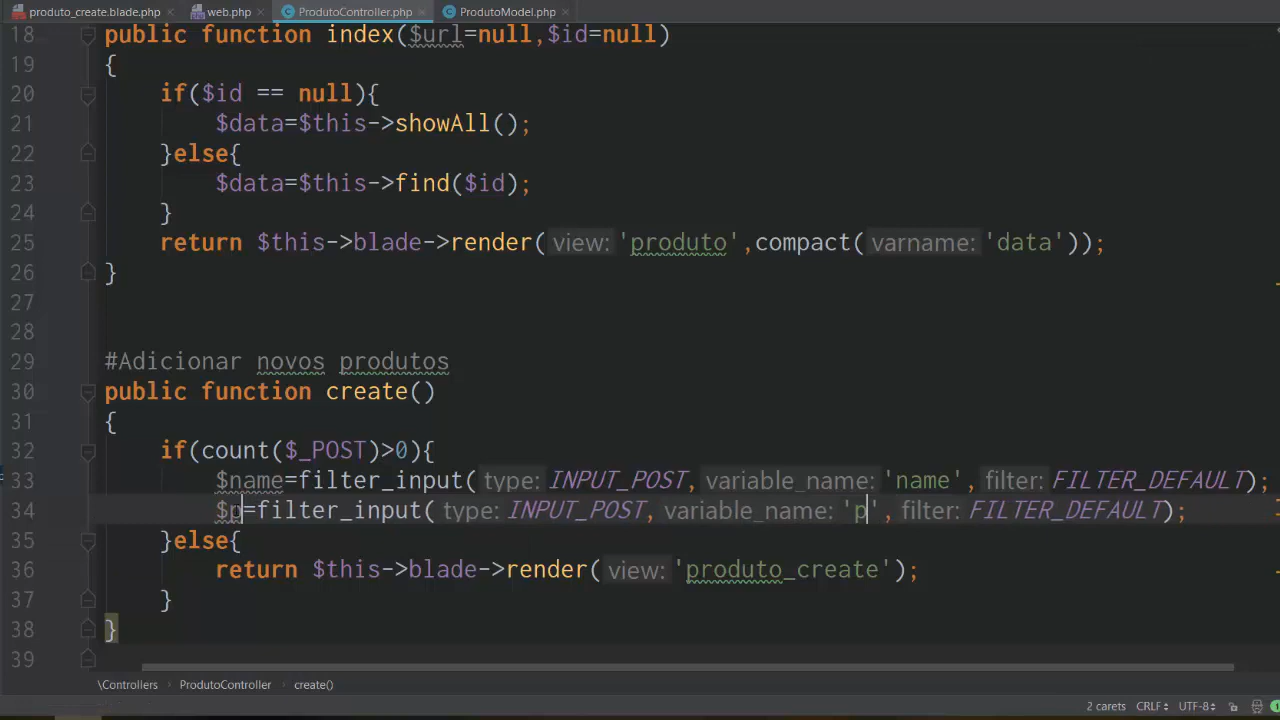 produto_create.blade.php web.php ProdutoController.php ProdutoModel.php
18 public function index($url=null,$id=null)
19 {
20 if($id == null){
21 $data=$this->showAll();
22 }else{
23 $data=$this->find($id);
24 }
25 return $this->blade->render( view: 'produto',compact( varname: 'data'));
26 }
27
28
29 #Adicionar novos produtos
30 public function create()
31 {
32 if(count($_POST)>0){
33 $name=filter_input( type: INPUT_POST, variable_name: 'name', filter: FILTER_DEFAULT);
34 $p=filter_input( type: INPUT_POST, variable_name: 'p', filter: FILTER_DEFAULT);
35 }else{
36 return $this->blade->render( view: 'produto_create');
37 }
38 }
39
\Controllers ProdutoController create()
2 carets CRLF UTF-8